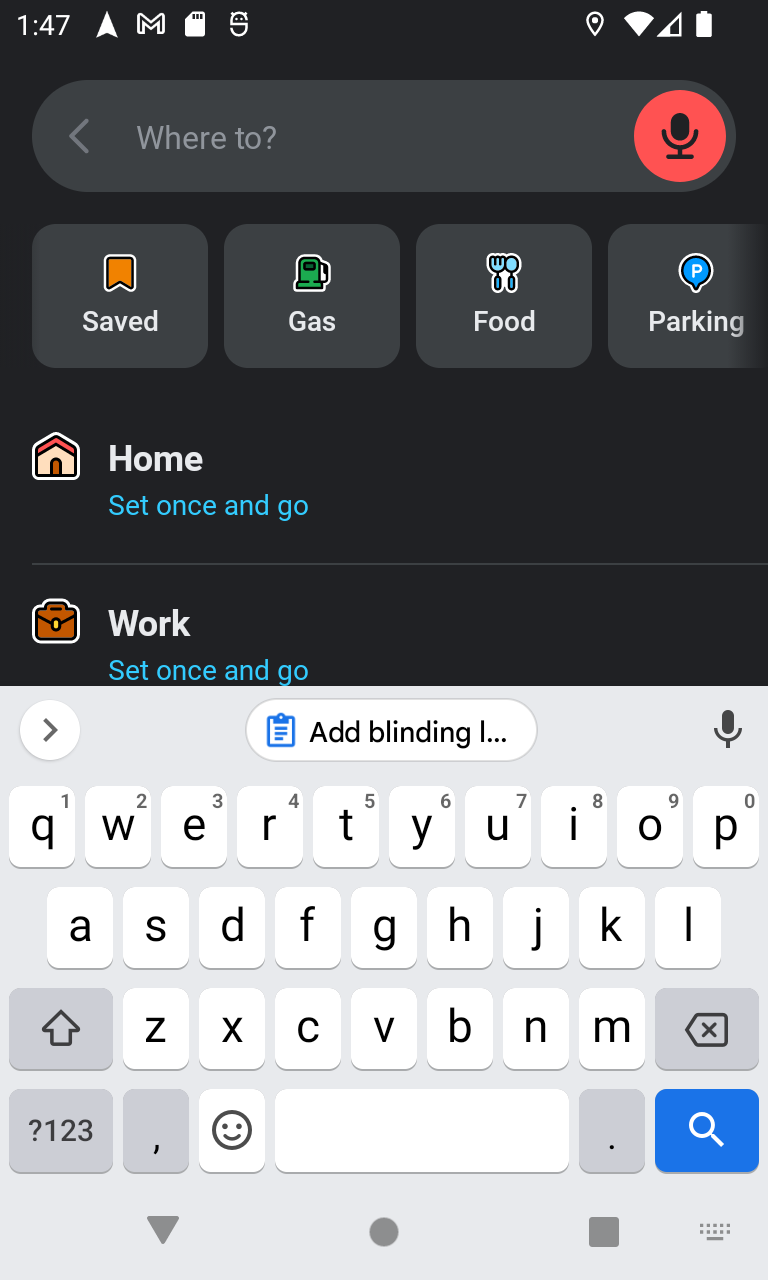 1:47
Where to?
Saved
Gas
Food
Parking
Home
Set once and go
Work
Set once and go
Add blinding l...
q 1 w 2 e 3 r 4 t 5 y 6 u 7 i 8 o 9 p 0
a s d f g h j k l
z x c v b n m
?123 , .